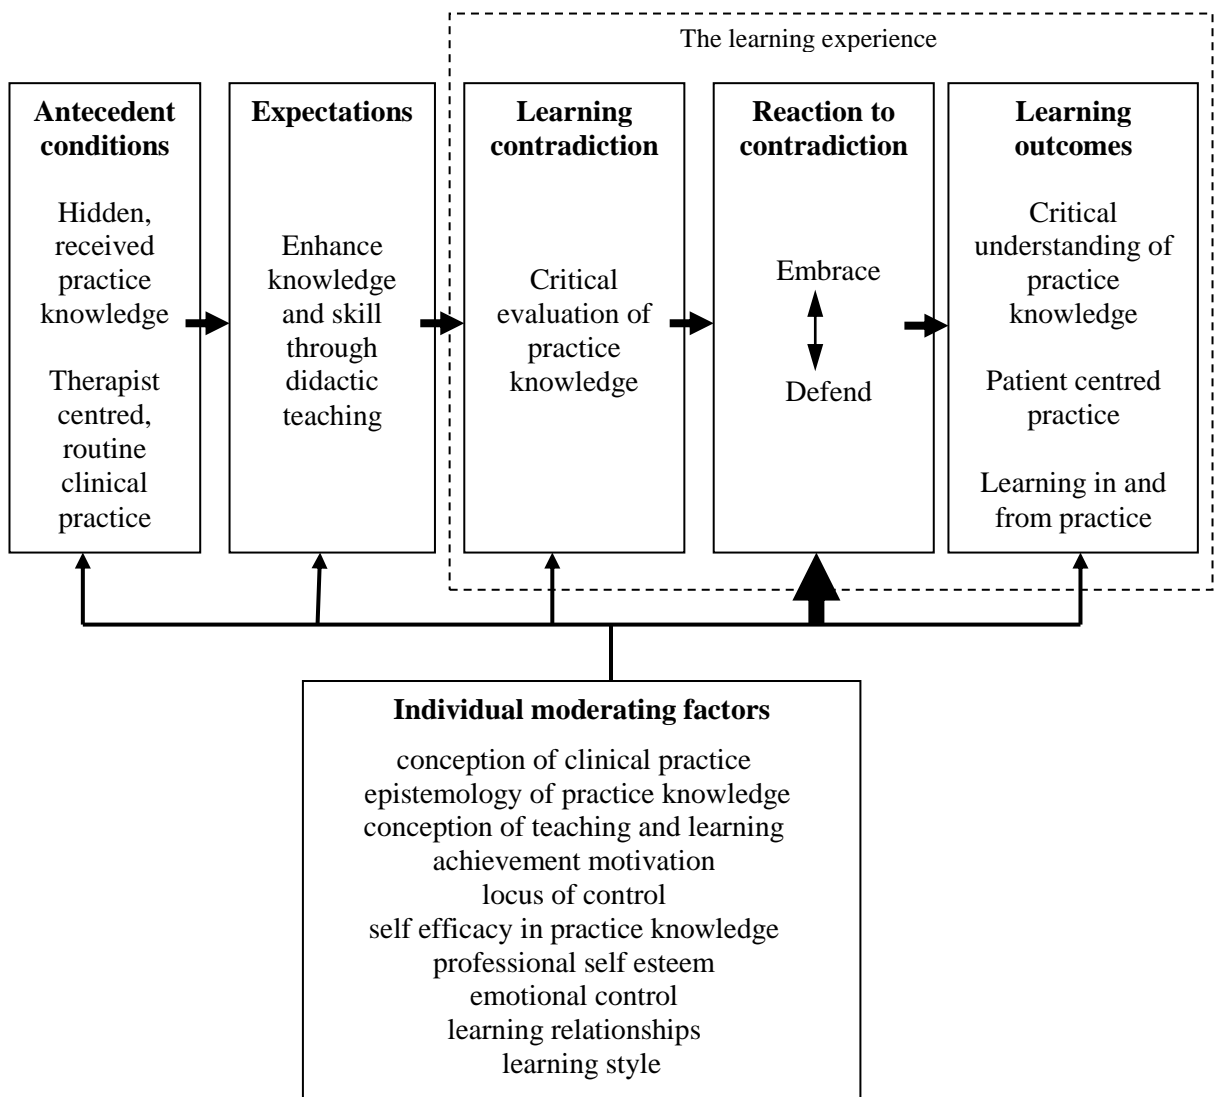 The learning experience
Antecedent
conditions
Hidden,
received
practice
knowledge
Therapist
centred,
routine
clinical
practice
Expectations
Enhance
knowledge
and skill
through
didactic
teaching
Learning
contradiction
Critical
evaluation of
practice
knowledge
Reaction to
contradiction
Embrace
Defend
Learning
outcomes
Critical
understanding of
practice
knowledge
Patient centred
practice
Learning in and
from practice
Individual moderating factors
conception of clinical practice
epistemology of practice knowledge
conception of teaching and learning
achievement motivation
locus of control
self efficacy in practice knowledge
professional self esteem
emotional control
learning relationships
learning style